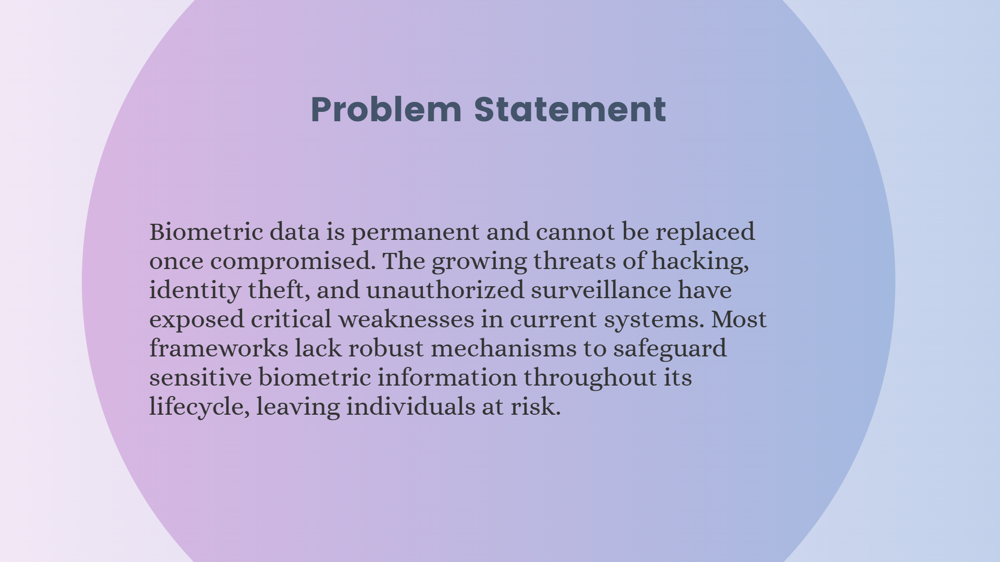 Problem Statement
Biometric data is permanent and cannot be replaced
once compromised. The growing threats of hacking,
identity theft, and unauthorized surveillance have
exposed critical weaknesses in current systems. Most
frameworks lack robust mechanisms to safeguard
sensitive biometric information throughout its
lifecycle, leaving individuals at risk.